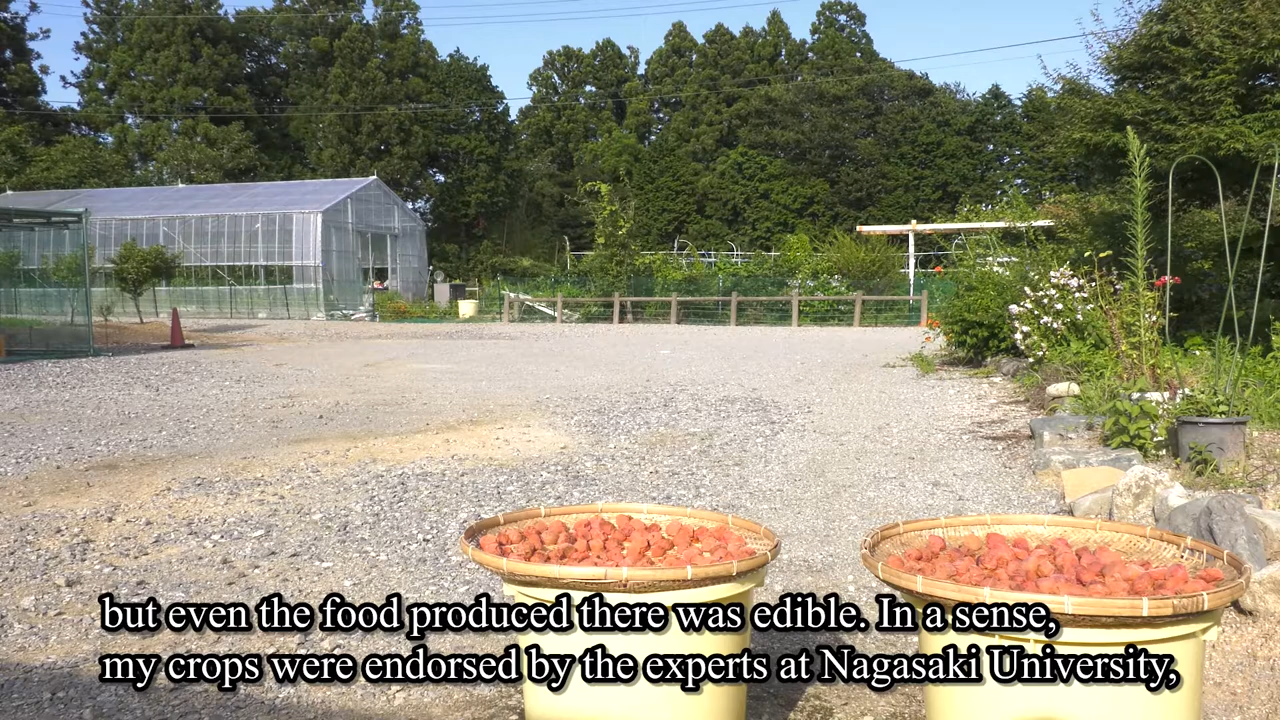 but even the food produced there was edible. In a sense,
my crops were endorsed by the experts at Nagasaki University,